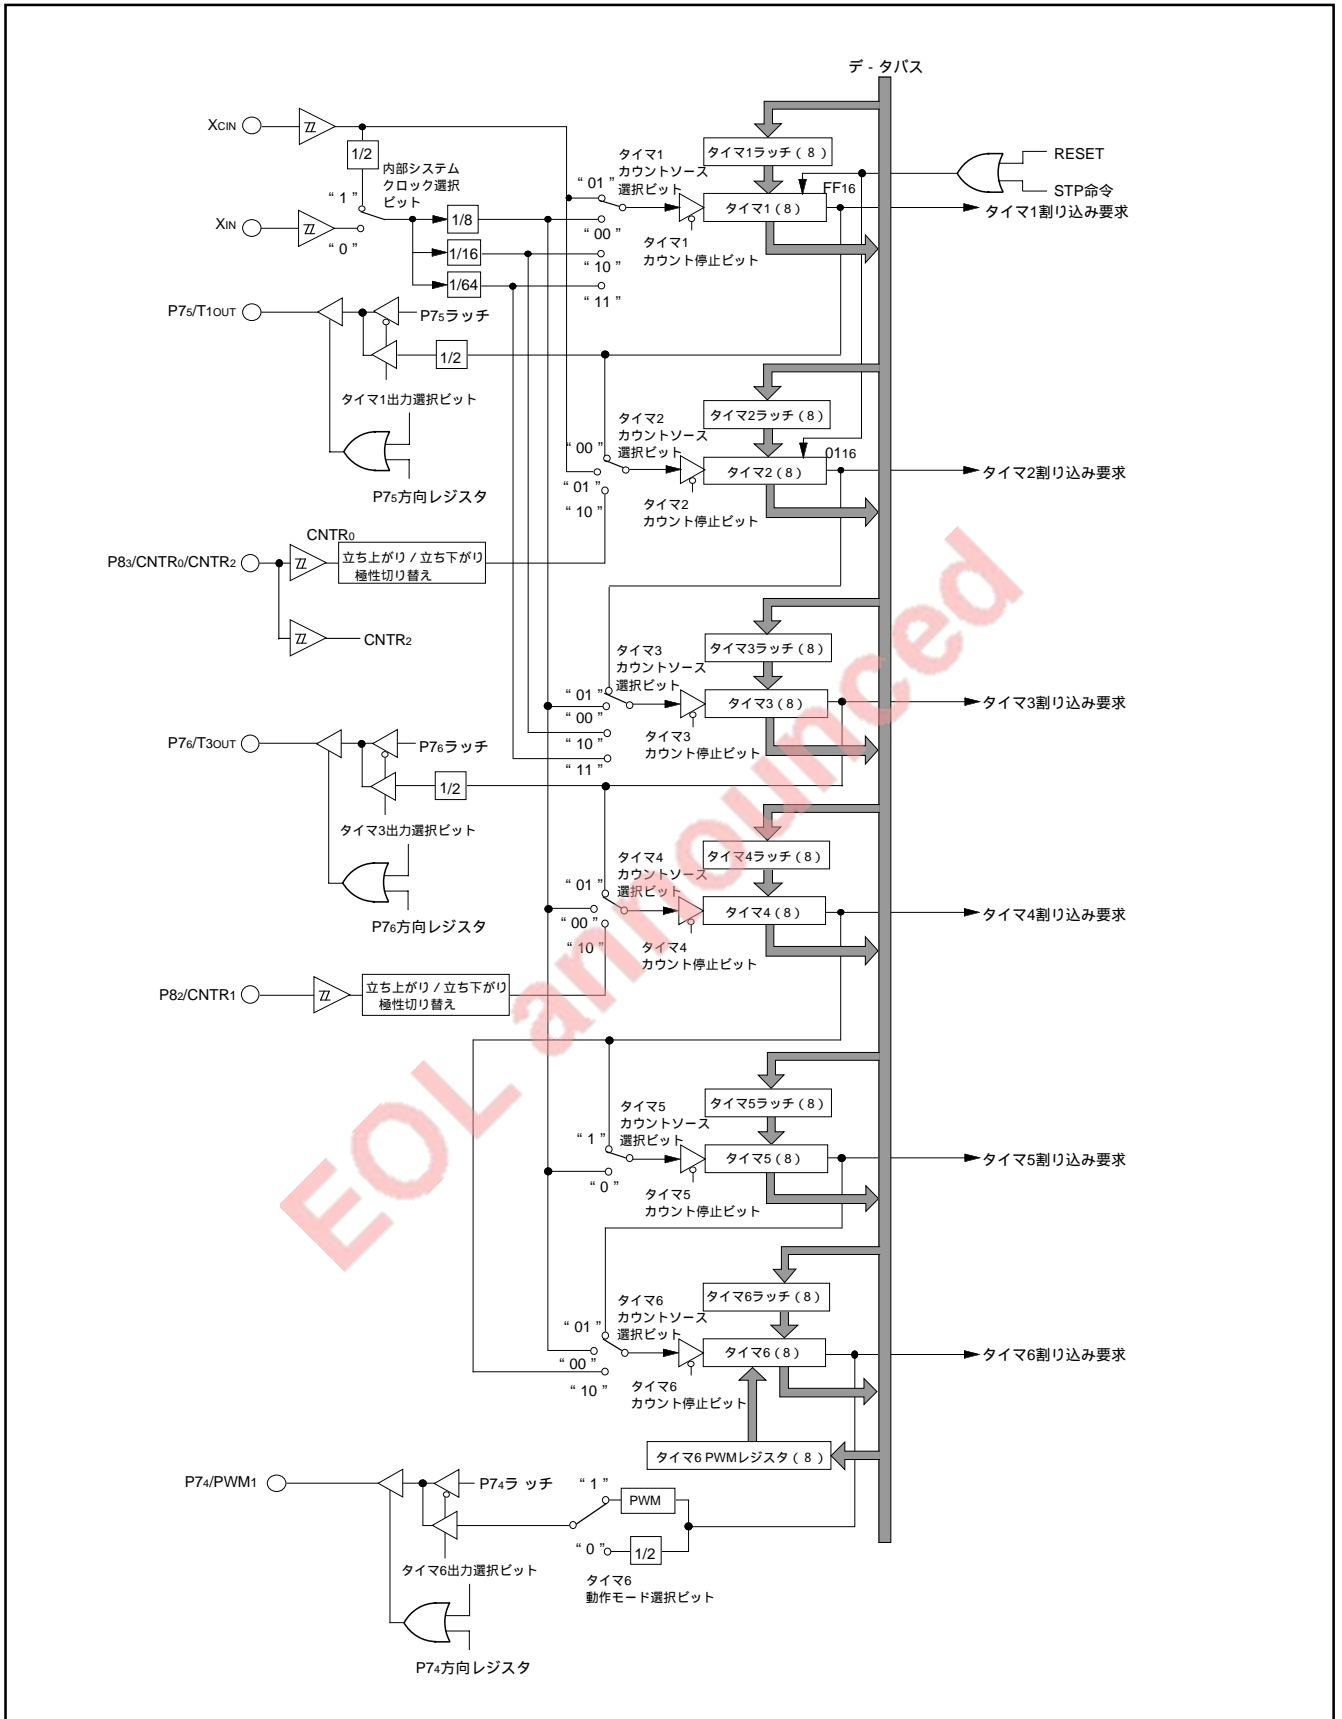 デ - タバス
XCIN
1/2
内部システム
クロック選択
ビット
“ 1 ”
XIN
“ 0 ”
1/8
1/16
1/64
タイマ1
カウントソース
選択ビット
“ 01 ”
“ 00 ”
“ 10 ”
“ 11 ”
タイマ1ラッチ ( 8 )
FF16
タイマ1 ( 8 )
タイマ1
カウント停止ビット
RESET
STP命令
タイマ1割り込み要求
P75/T1OUT
P75ラッチ
1/2
タイマ1出力選択ビット
P75方向レジスタ
タイマ2
カウントソース
選択ビット
“ 00 ”
“ 01 ”
“ 10 ”
タイマ2ラッチ ( 8 )
0116
タイマ2 ( 8 )
タイマ2
カウント停止ビット
タイマ2割り込み要求
P83/CNTR0/CNTR2
CNTR0
立ち上がり / 立ち下がり
極性切り替え
CNTR2
タイマ3
カウントソース
選択ビット
“ 01 ”
“ 00 ”
“ 10 ”
“ 11 ”
タイマ3ラッチ ( 8 )
タイマ3 ( 8 )
タイマ3
カウント停止ビット
タイマ3割り込み要求
P76/T3OUT
P76ラッチ
1/2
タイマ3出力選択ビット
P76方向レジスタ
タイマ4
カウントソース
選択ビット
“ 01 ”
“ 00 ”
“ 10 ”
タイマ4ラッチ ( 8 )
タイマ4 ( 8 )
タイマ4
カウント停止ビット
タイマ4割り込み要求
P82/CNTR1
立ち上がり / 立ち下がり
極性切り替え
タイマ5
カウントソース
選択ビット
“ 1 ”
“ 0 ”
タイマ5ラッチ ( 8 )
タイマ5 ( 8 )
タイマ5
カウント停止ビット
タイマ5割り込み要求
タイマ6
カウントソース
選択ビット
“ 01 ”
“ 00 ”
“ 10 ”
タイマ6ラッチ ( 8 )
タイマ6 ( 8 )
タイマ6
カウント停止ビット
タイマ6割り込み要求
タイマ6 PWMレジスタ ( 8 )
P74/PWM1
P74ラ ッチ
“ 1 ”
PWM
“ 0 ”
1/2
タイマ6
動作モード選択ビット
タイマ6出力選択ビット
P74方向レジスタ
EOL announced